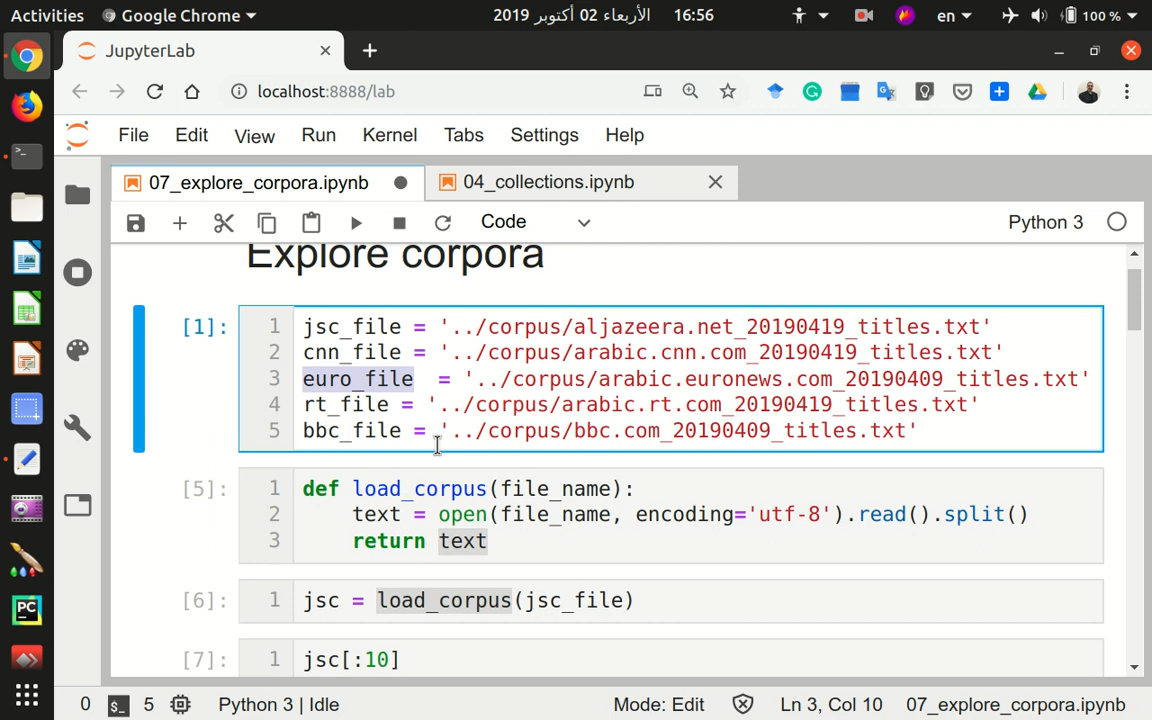 Activities Google Chrome الأربعاء 02 أكتوبر 2019 16:56 en 100 %
JupyterLab
localhost:8888/lab
File Edit View Run Kernel Tabs Settings Help
07_explore_corpora.ipynb 04_collections.ipynb
Code Python 3
Explore corpora
[1]: 1 jsc_file = '../corpus/aljazeera.net_20190419_titles.txt'
2 cnn_file = '../corpus/arabic.cnn.com_20190419_titles.txt'
3 euro_file  = '../corpus/arabic.euronews.com_20190409_titles.txt'
4 rt_file = '../corpus/arabic.rt.com_20190419_titles.txt'
5 bbc_file = '../corpus/bbc.com_20190409_titles.txt'
[5]: 1 def load_corpus(file_name):
2     text = open(file_name, encoding='utf-8').read().split()
3     return text
[6]: 1 jsc = load_corpus(jsc_file)
[7]: 1 jsc[:10]
PC
0 $_ 5 Python 3 | Idle Mode: Edit Ln 3, Col 10 07_explore_corpora.ipynb